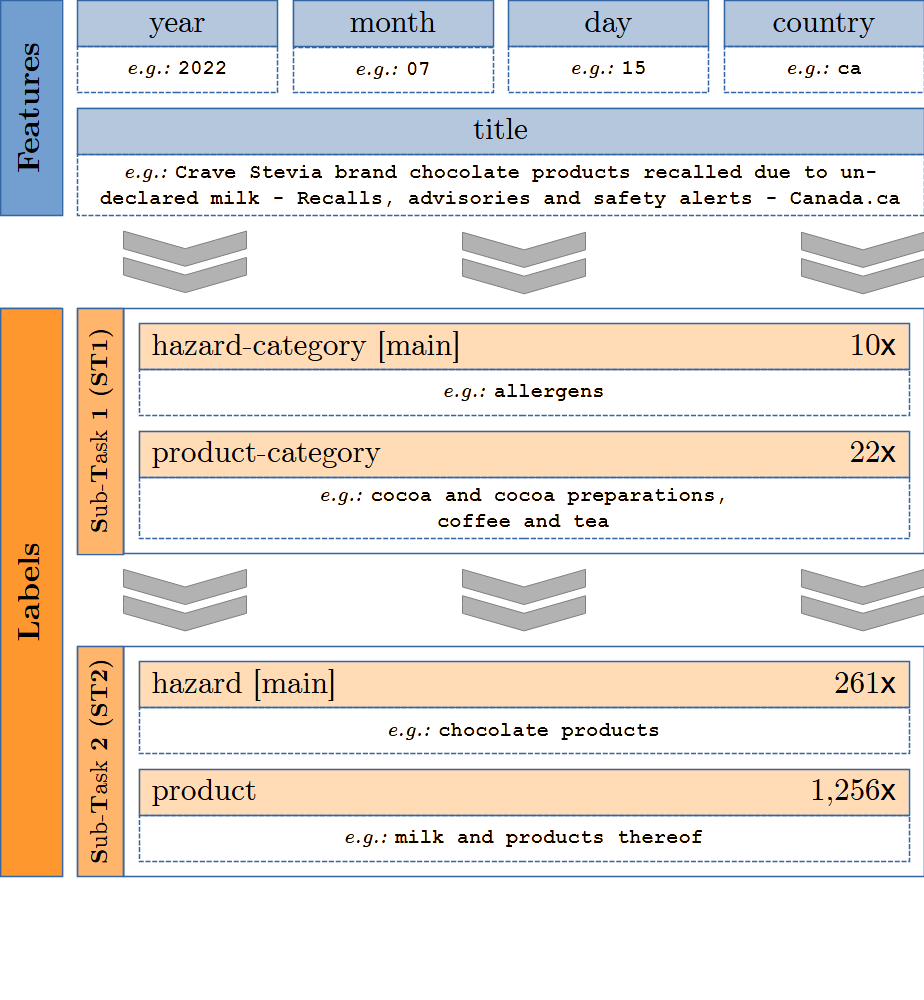 Features
year month day country
e.g.: 2022 e.g.: 07 e.g.: 15 e.g.: ca
title
e.g.: Crave Stevia brand chocolate products recalled due to un-
declared milk - Recalls, advisories and safety alerts - Canada.ca
Labels
Sub-Task 1 (ST1)
hazard-category [main] 10x
e.g.: allergens
product-category 22x
e.g.: cocoa and cocoa preparations,
coffee and tea
Sub-Task 2 (ST2)
hazard [main] 261x
e.g.: chocolate products
product 1,256x
e.g.: milk and products thereof